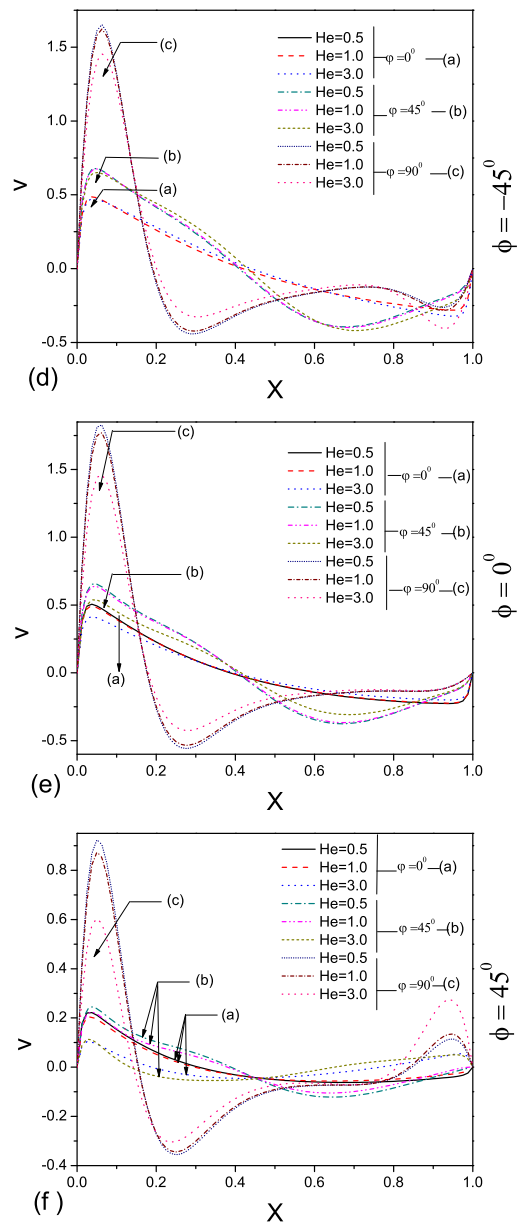 1.5
1.0
0.5
0.0
-0.5
V
(c)
(b)
(a)
He=0.5
He=1.0 φ=0⁰ (a)
He=3.0
He=0.5
He=1.0 φ=45⁰ (b)
He=3.0
He=0.5
He=1.0 φ=90⁰ (c)
He=3.0
ϕ = −45⁰
0.0 0.2 0.4 0.6 0.8 1.0
(d) X
1.5
1.0
0.5
0.0
-0.5
V
(c)
(b)
(a)
He=0.5
He=1.0 φ=0⁰ (a)
He=3.0
He=0.5
He=1.0 φ=45⁰ (b)
He=3.0
He=0.5
He=1.0 φ=90⁰ (c)
He=3.0
ϕ = 0⁰
0.0 0.2 0.4 0.6 0.8 1.0
(e) X
0.8
0.6
0.4
0.2
0.0
-0.2
-0.4
V
(c)
(b)
(a)
He=0.5
He=1.0 φ=0⁰ (a)
He=3.0
He=0.5
He=1.0 φ=45⁰ (b)
He=3.0
He=0.5
He=1.0 φ=90⁰ (c)
He=3.0
ϕ = 45⁰
0.0 0.2 0.4 0.6 0.8 1.0
(f) X